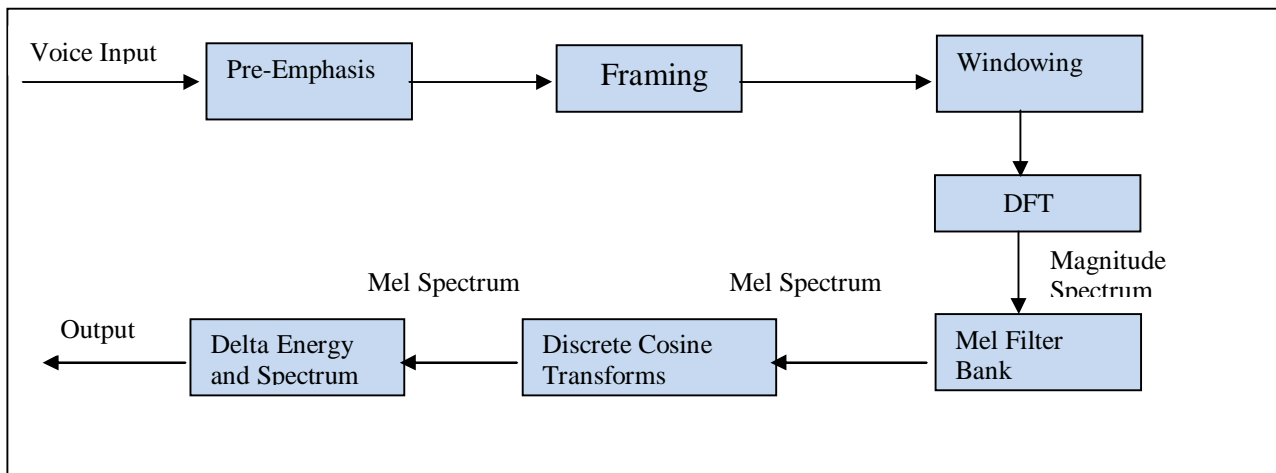 Voice Input
Pre-Emphasis
Framing
Windowing
DFT
Magnitude
Spectrum
Mel Spectrum
Mel Spectrum
Output
Delta Energy
and Spectrum
Discrete Cosine
Transforms
Mel Filter
Bank